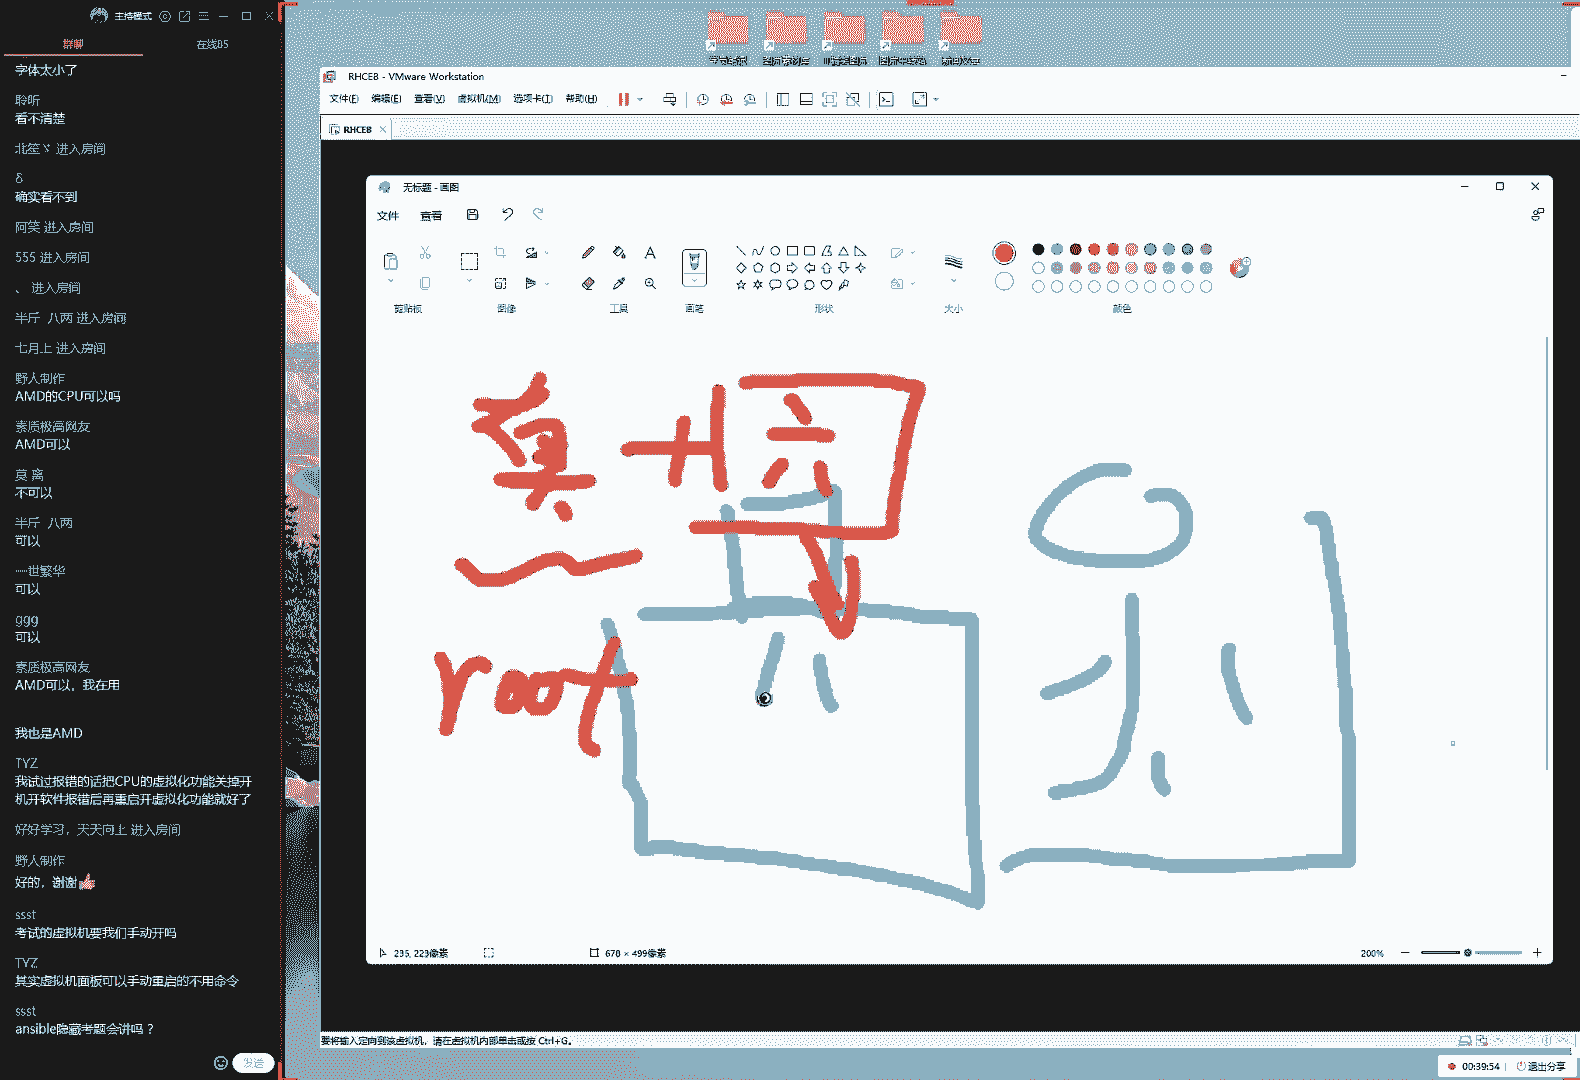 主持模式
群聊
在线85
字体太小了
聆听
看不清楚
北笙丷 进入房间
δ
确实看不到
阿笑 进入房间
555 进入房间
、 进入房间
半斤 八两 进入房间
七月上 进入房间
野人制作
AMD的CPU可以吗
素质极高网友
AMD可以
莫 离
不可以
半斤 八两
可以
一世繁华
可以
ggg
可以
素质极高网友
AMD可以，我在用
我也是AMD
TYZ
我试过报错的话把CPU的虚拟化功能关掉开
机开软件报错后再重启开虚拟化功能就好了
好好学习，天天向上 进入房间
野人制作
好的，谢谢
ssst
考试的虚拟机要我们手动开吗
TYZ
其实虚拟机面板可以手动重启的不用命令
ssst
ansible隐藏考题会讲吗？
发送
RHCEB - VMware Workstation
文件(F) 编辑(E) 查看(V) 虚拟机(M) 选项卡(T) 帮助(H)
RHCEB
无标题 - 画图
文件 查看
剪贴板 图像 工具 画笔 形状 大小 颜色
真
root
235, 223像素
678 × 499像素
200%
要将输入定向到该虚拟机，请在虚拟机内部单击或按 Ctrl+G。
00:39:54 退出分享